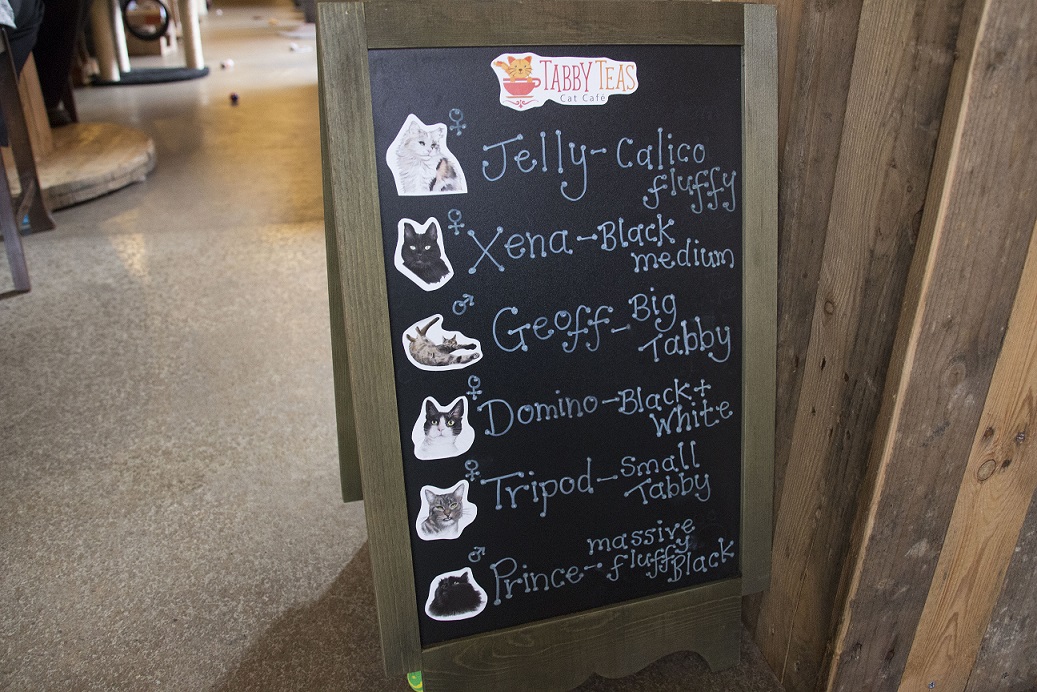 TABBY TEAS
Cat Café
♀ Jelly - Calico
fluffy
♀ Xena - Black
medium
♂ Geoff - Big
Tabby
♀ Domino - Black +
White
♀ Tripod - Small
Tabby
♂ Prince - massive
fluffy
Black